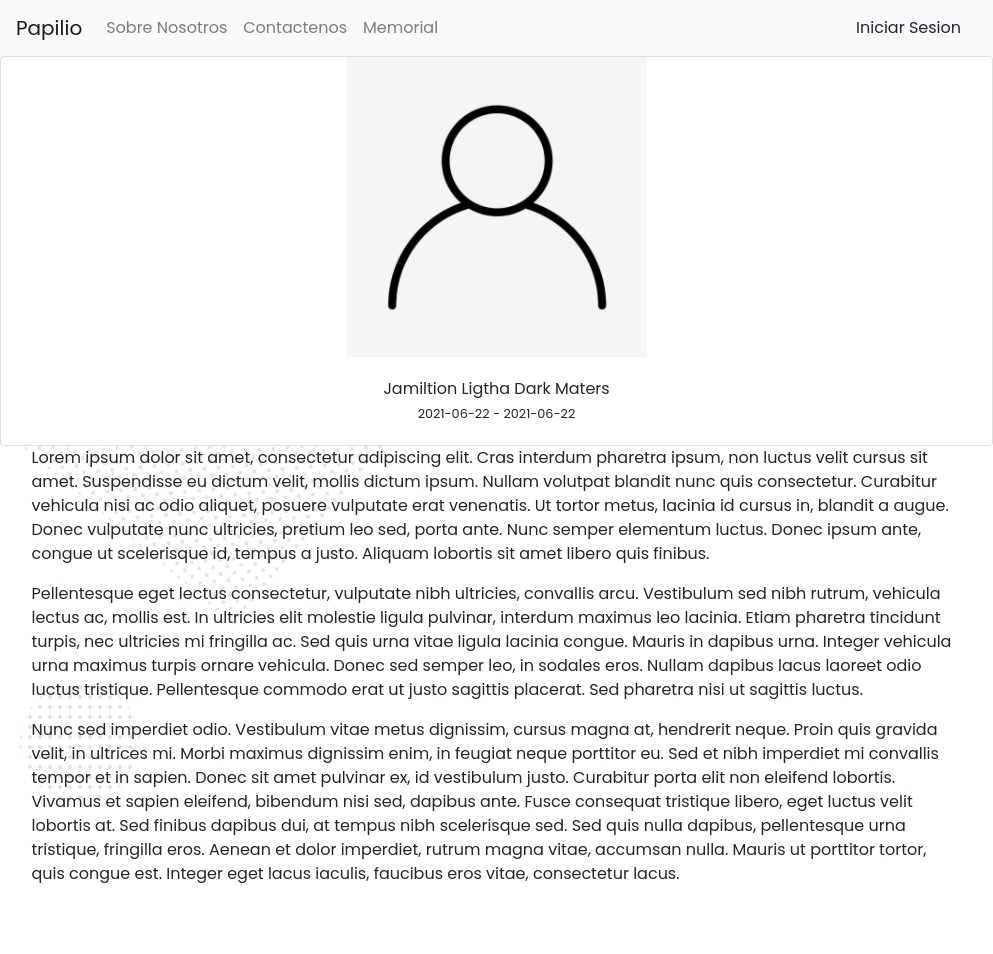 Papilio Sobre Nosotros Contactenos Memorial Iniciar Sesion
Jamiltion Ligtha Dark Maters
2021-06-22 - 2021-06-22
Lorem ipsum dolor sit amet, consectetur adipiscing elit. Cras interdum pharetra ipsum, non luctus velit cursus sit
amet. Suspendisse eu dictum velit, mollis dictum ipsum. Nullam volutpat blandit nunc quis consectetur. Curabitur
vehicula nisi ac odio aliquet, posuere vulputate erat venenatis. Ut tortor metus, lacinia id cursus in, blandit a augue.
Donec vulputate nunc ultricies, pretium leo sed, porta ante. Nunc semper elementum luctus. Donec ipsum ante,
congue ut scelerisque id, tempus a justo. Aliquam lobortis sit amet libero quis finibus.
Pellentesque eget lectus consectetur, vulputate nibh ultricies, convallis arcu. Vestibulum sed nibh rutrum, vehicula
lectus ac, mollis est. In ultricies elit molestie ligula pulvinar, interdum maximus leo lacinia. Etiam pharetra tincidunt
turpis, nec ultricies mi fringilla ac. Sed quis urna vitae ligula lacinia congue. Mauris in dapibus urna. Integer vehicula
urna maximus turpis ornare vehicula. Donec sed semper leo, in sodales eros. Nullam dapibus lacus laoreet odio
luctus tristique. Pellentesque commodo erat ut justo sagittis placerat. Sed pharetra nisi ut sagittis luctus.
Nunc sed imperdiet odio. Vestibulum vitae metus dignissim, cursus magna at, hendrerit neque. Proin quis gravida
velit, in ultrices mi. Morbi maximus dignissim enim, in feugiat neque porttitor eu. Sed et nibh imperdiet mi convallis
tempor et in sapien. Donec sit amet pulvinar ex, id vestibulum justo. Curabitur porta elit non eleifend lobortis.
Vivamus et sapien eleifend, bibendum nisi sed, dapibus ante. Fusce consequat tristique libero, eget luctus velit
lobortis at. Sed finibus dapibus dui, at tempus nibh scelerisque sed. Sed quis nulla dapibus, pellentesque urna
tristique, fringilla eros. Aenean et dolor imperdiet, rutrum magna vitae, accumsan nulla. Mauris ut porttitor tortor,
quis congue est. Integer eget lacus iaculis, faucibus eros vitae, consectetur lacus.